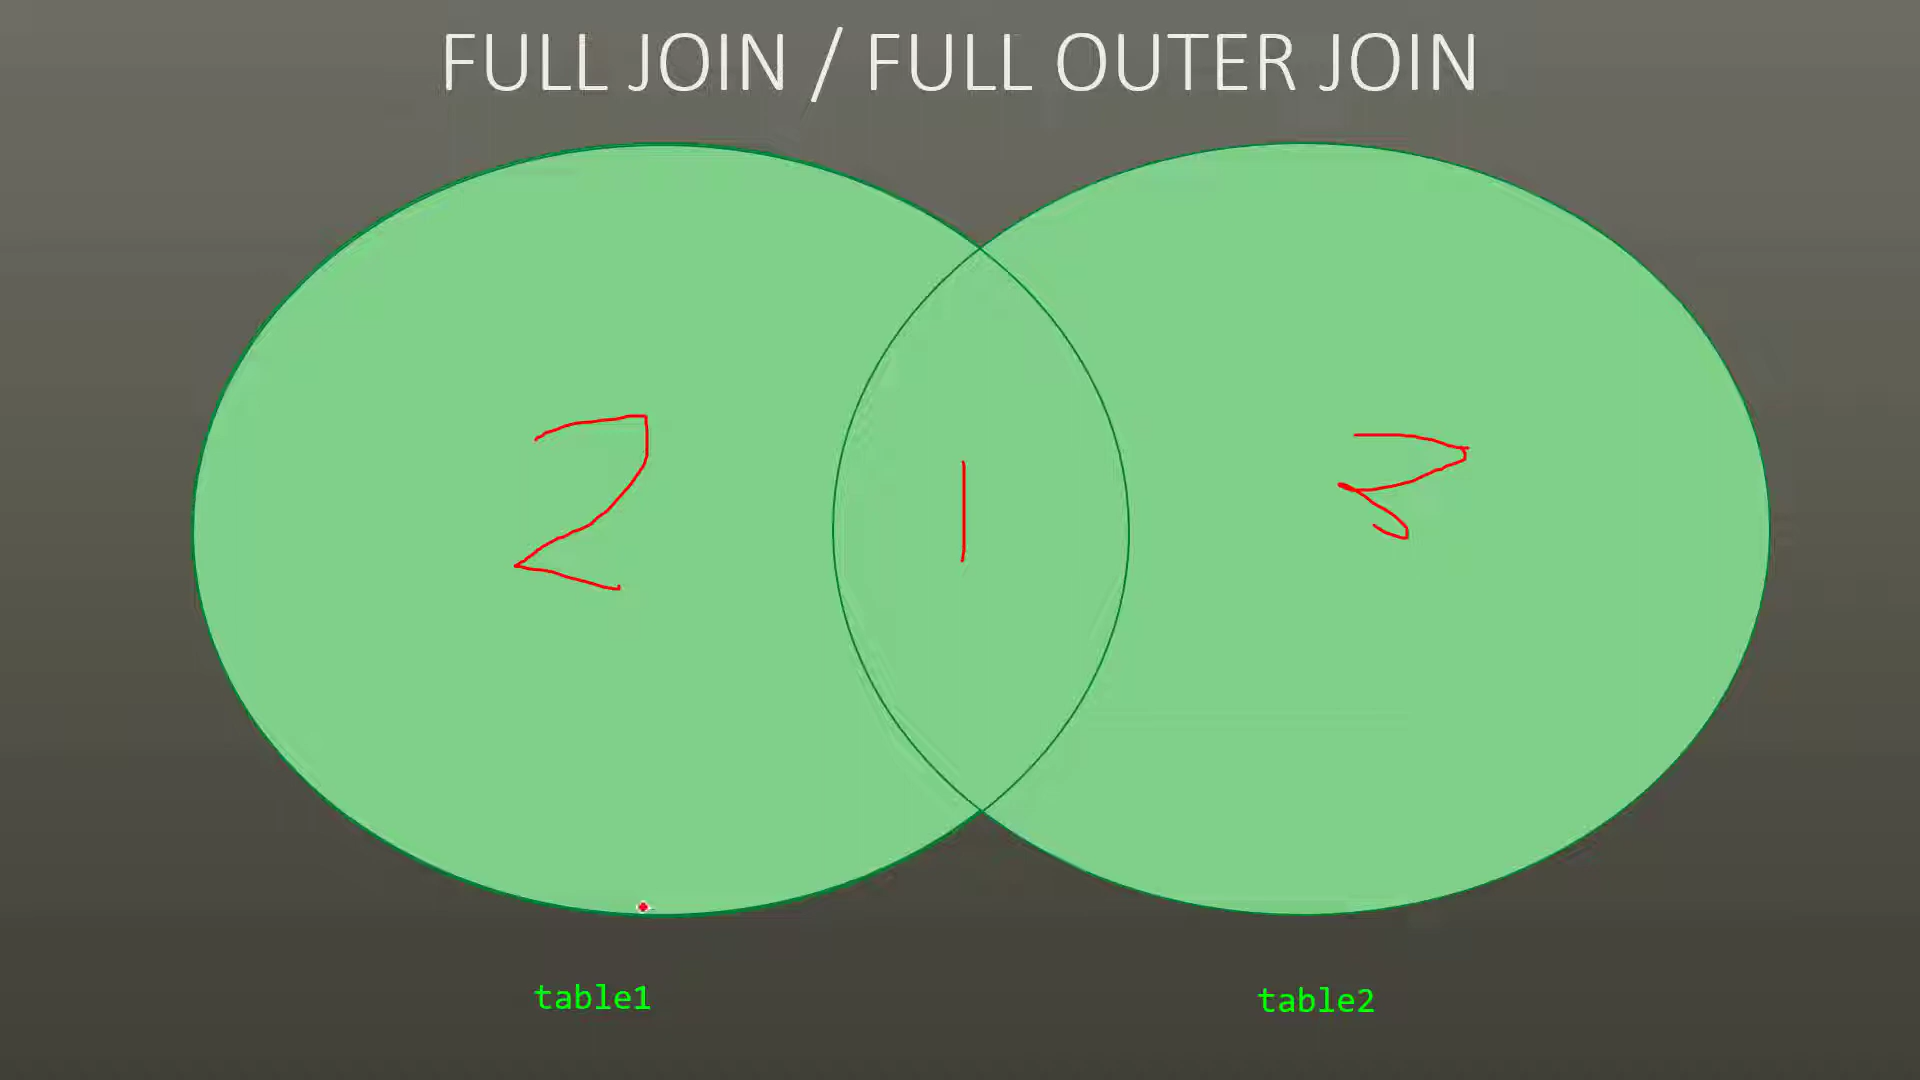 FULL JOIN / FULL OUTER JOIN
2
1
3
table1
table2